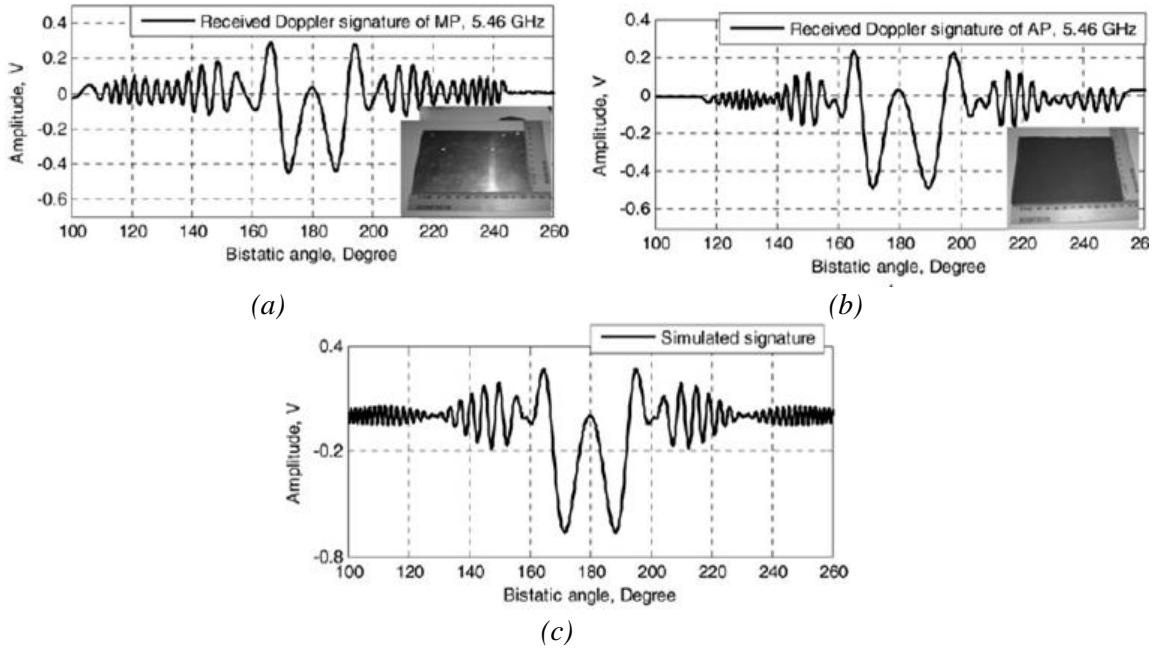 Received Doppler signature of MP, 5.46 GHz
0.4
0.2
0
-0.2
-0.4
-0.6
Amplitude, V
100 120 140 160 180 200 220 240 260
Bistatic angle, Degree
(a)
Received Doppler signature of AP, 5.46 GHz
0.4
0.2
0
-0.2
-0.4
-0.6
Amplitude, V
100 120 140 160 180 200 220 240 260
Bistatic angle, Degree
(b)
Simulated signature
0.4
-0.2
-0.8
Amplitude, V
100 120 140 160 180 200 220 240 260
Bistatic angle, Degree
(c)